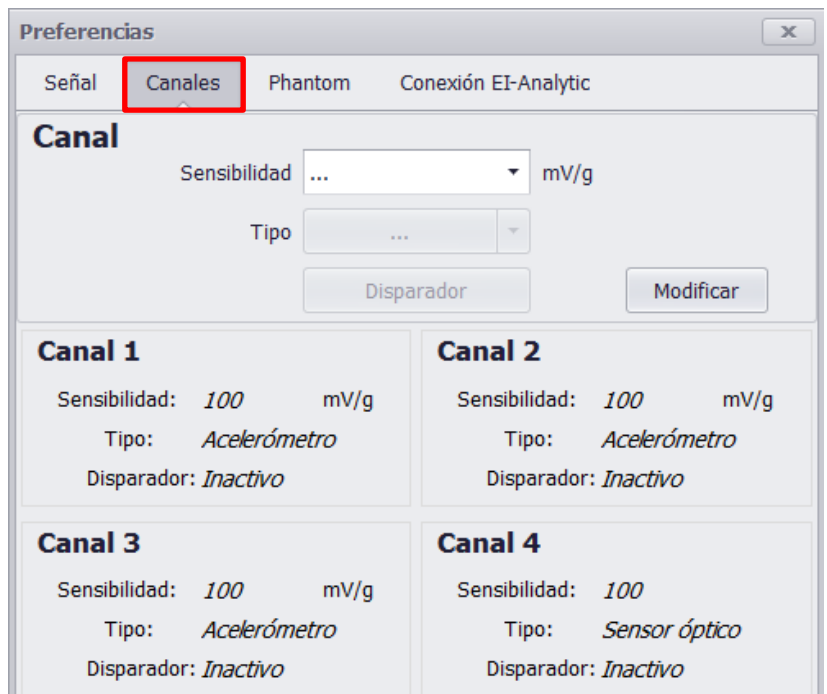 Preferencias
Señal Canales Phantom Conexión EI-Analytic
Canal
Sensibilidad ... mV/g
Tipo ...
Disparador Modificar
Canal 1
Sensibilidad: 100 mV/g
Tipo: Acelerómetro
Disparador: Inactivo
Canal 2
Sensibilidad: 100 mV/g
Tipo: Acelerómetro
Disparador: Inactivo
Canal 3
Sensibilidad: 100 mV/g
Tipo: Acelerómetro
Disparador: Inactivo
Canal 4
Sensibilidad: 100
Tipo: Sensor óptico
Disparador: Inactivo